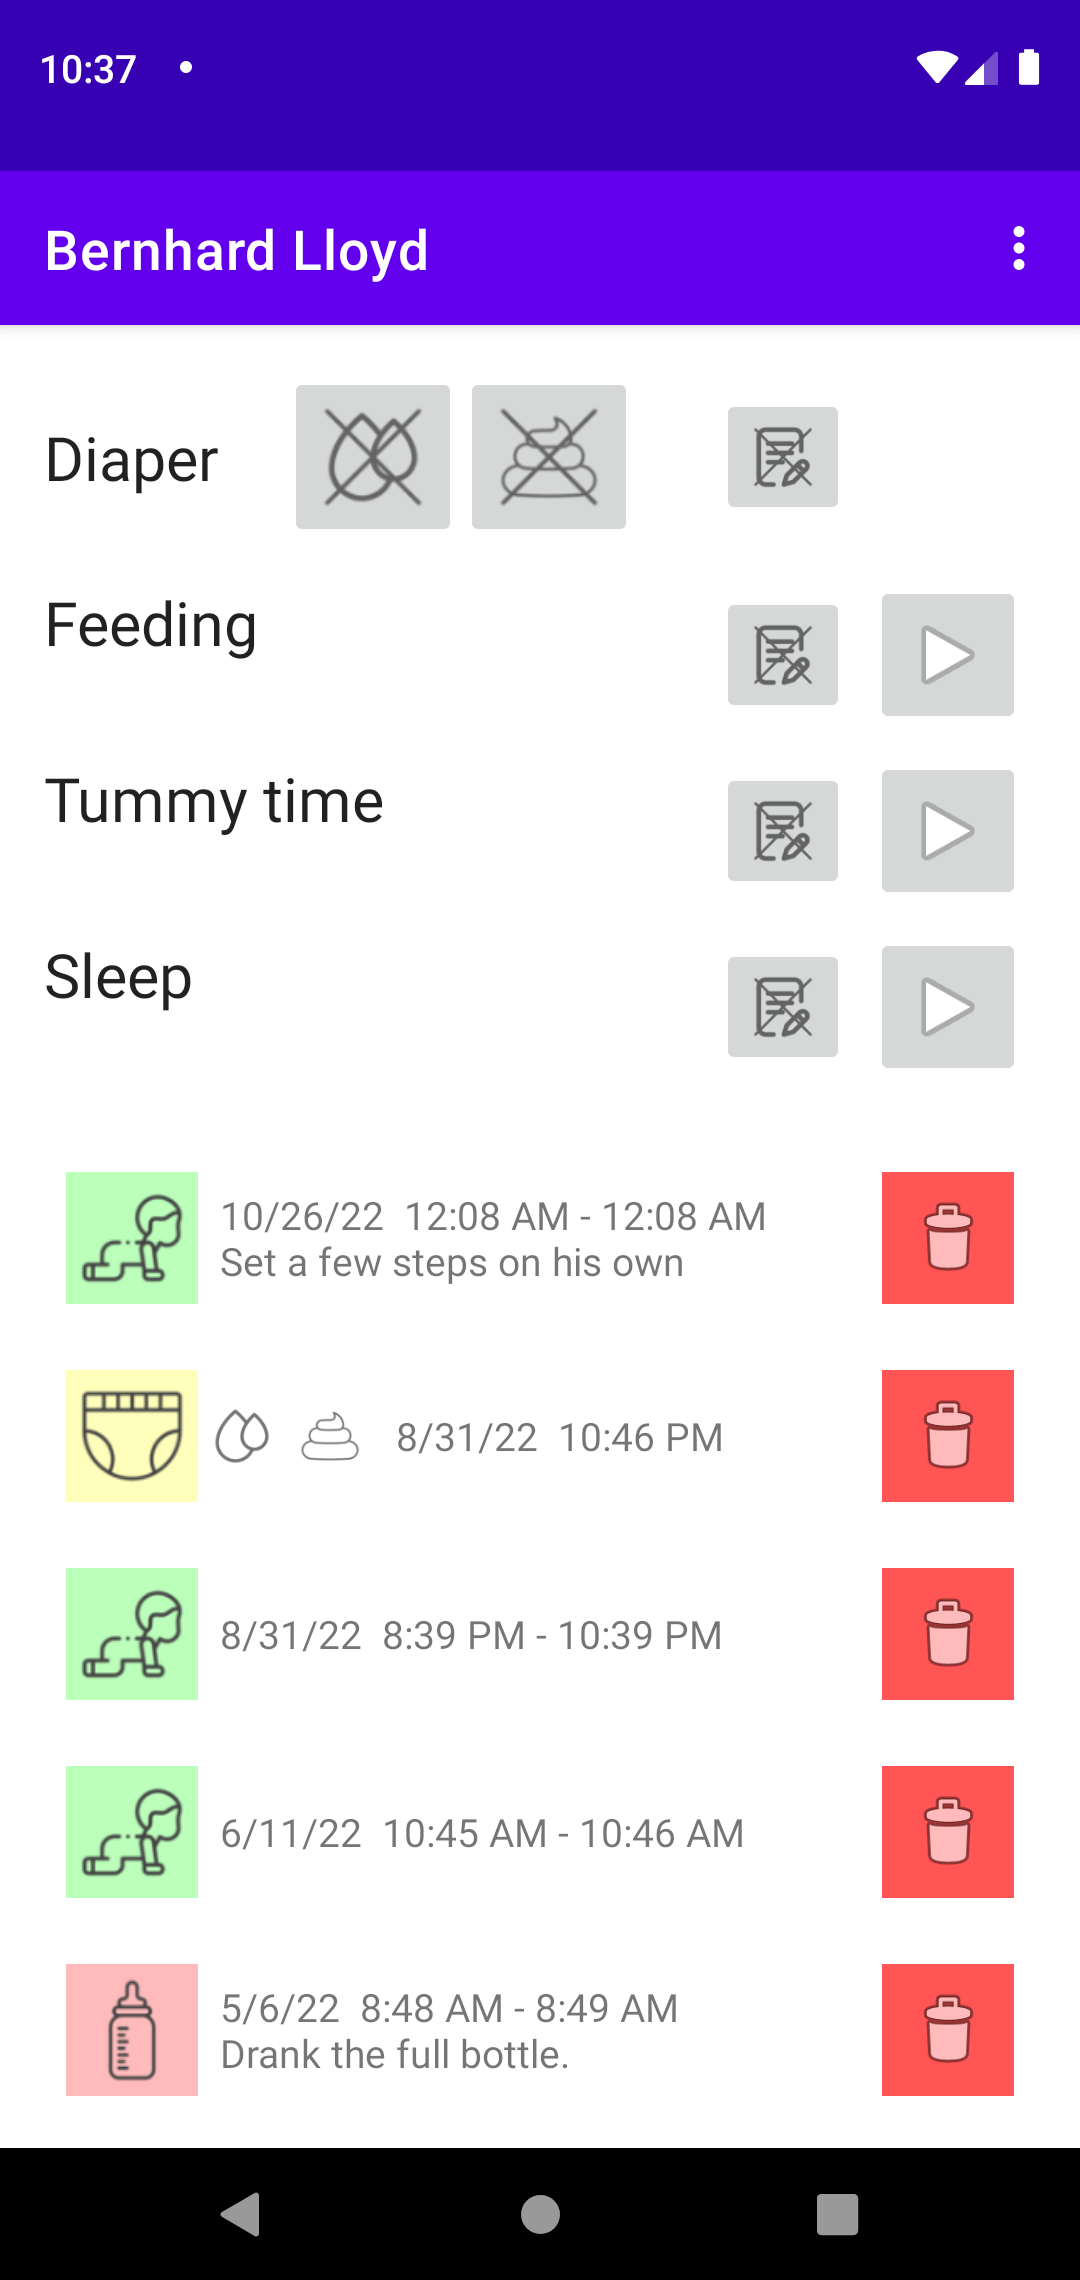 10:37
Bernhard Lloyd
Diaper
Feeding
Tummy time
Sleep
10/26/22  12:08 AM - 12:08 AM
Set a few steps on his own
8/31/22  10:46 PM
8/31/22  8:39 PM - 10:39 PM
6/11/22  10:45 AM - 10:46 AM
5/6/22  8:48 AM - 8:49 AM
Drank the full bottle.